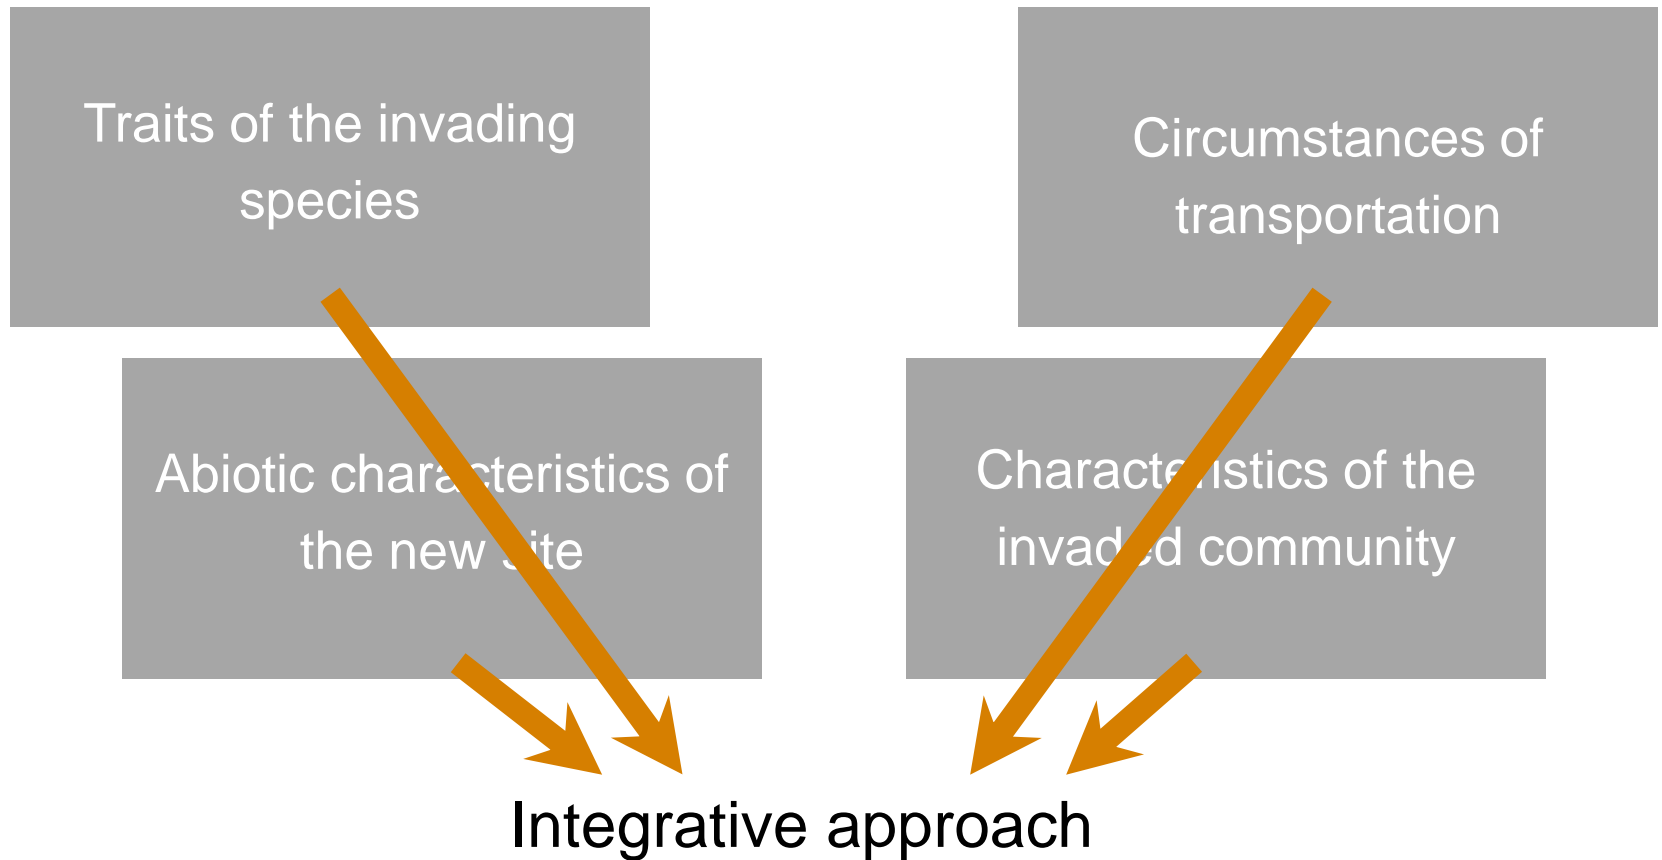 Traits of the invading
species
Circumstances of
transportation
Abiotic characteristics of
the new site
Characteristics of the
invaded community
Integrative approach